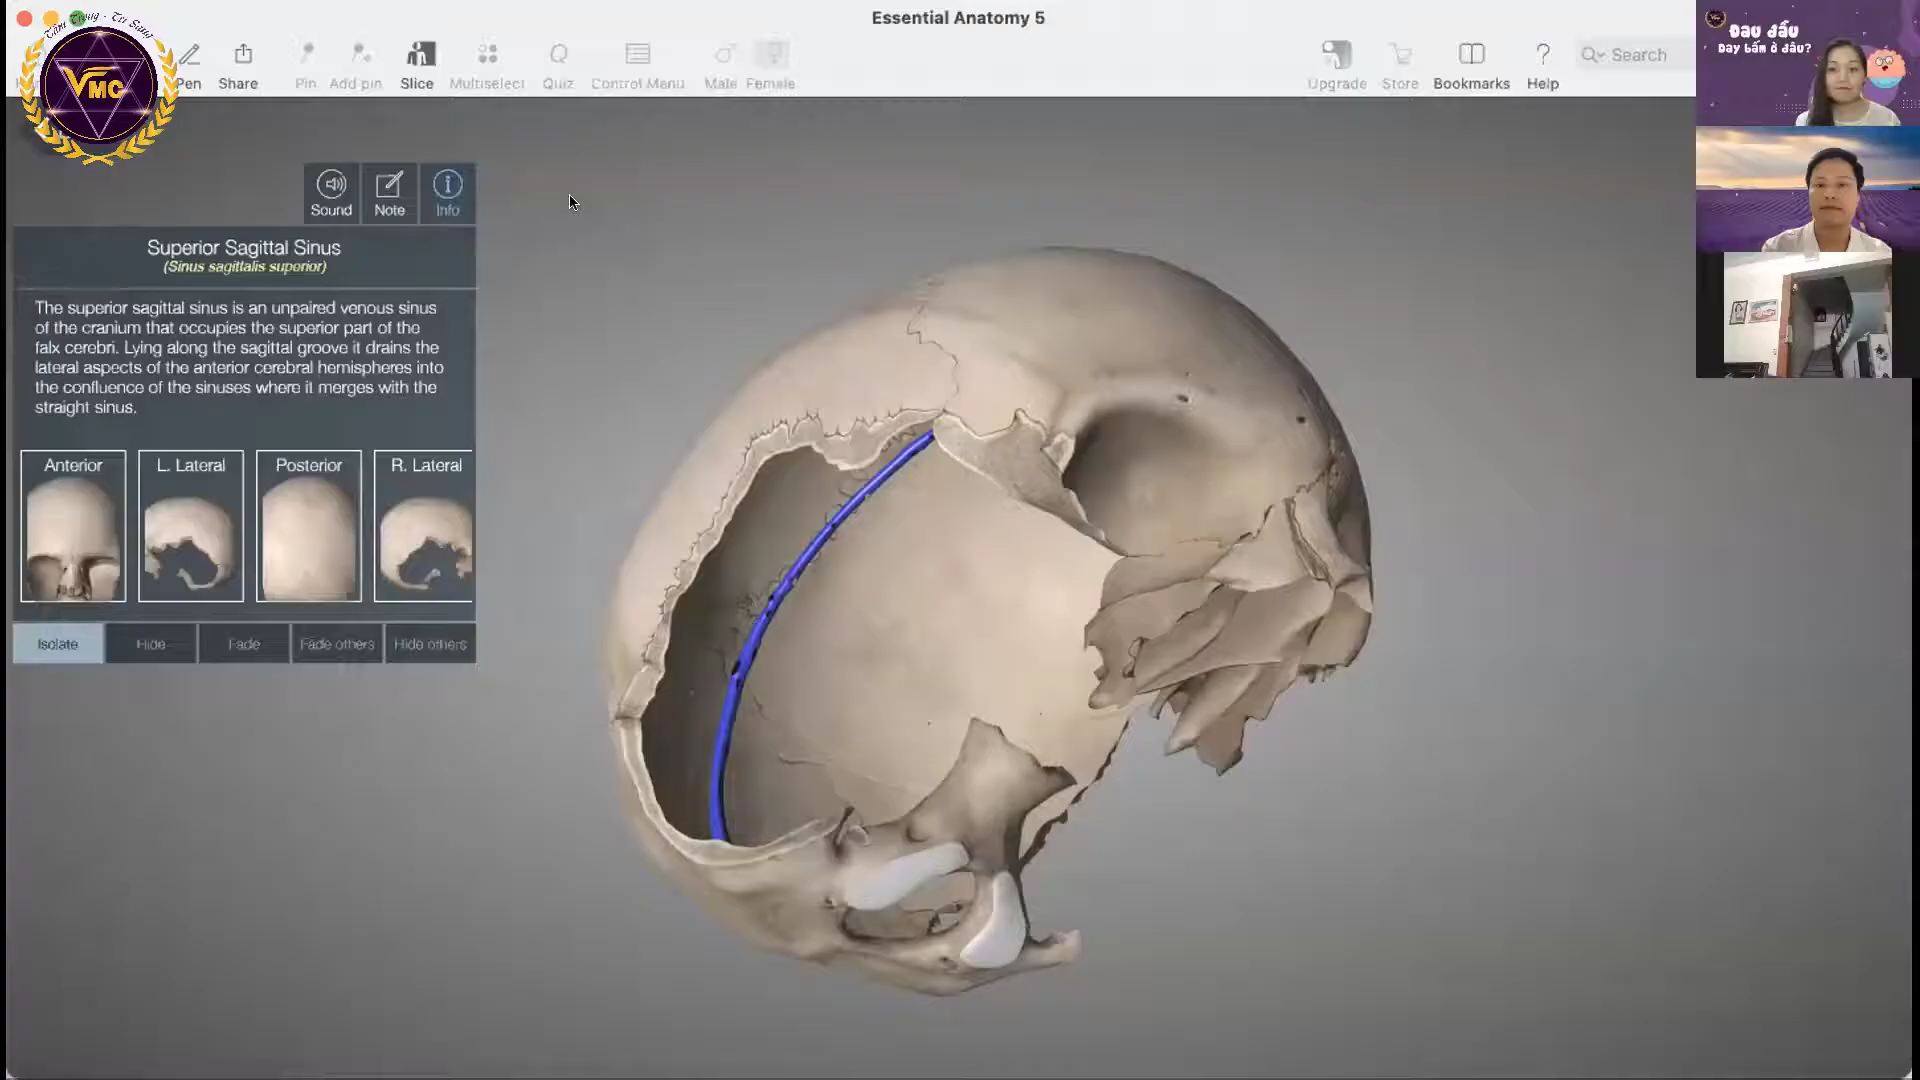 Essential Anatomy 5
Tâm Trong - Trí Sáng
VMC
Pen
Share
Pin
Add pin
Slice
Multiselect
Quiz
Control Menu
Male
Female
Upgrade
Store
Bookmarks
Help
Search
Đau đầu
Day bấm ở đâu?
Sound
Note
Info
Superior Sagittal Sinus
(Sinus sagittalis superior)
The superior sagittal sinus is an unpaired venous sinus
of the cranium that occupies the superior part of the
falx cerebri. Lying along the sagittal groove it drains the
lateral aspects of the anterior cerebral hemispheres into
the confluence of the sinuses where it merges with the
straight sinus.
Anterior
L. Lateral
Posterior
R. Lateral
Isolate
Hide
Fade
Fade others
Hide others